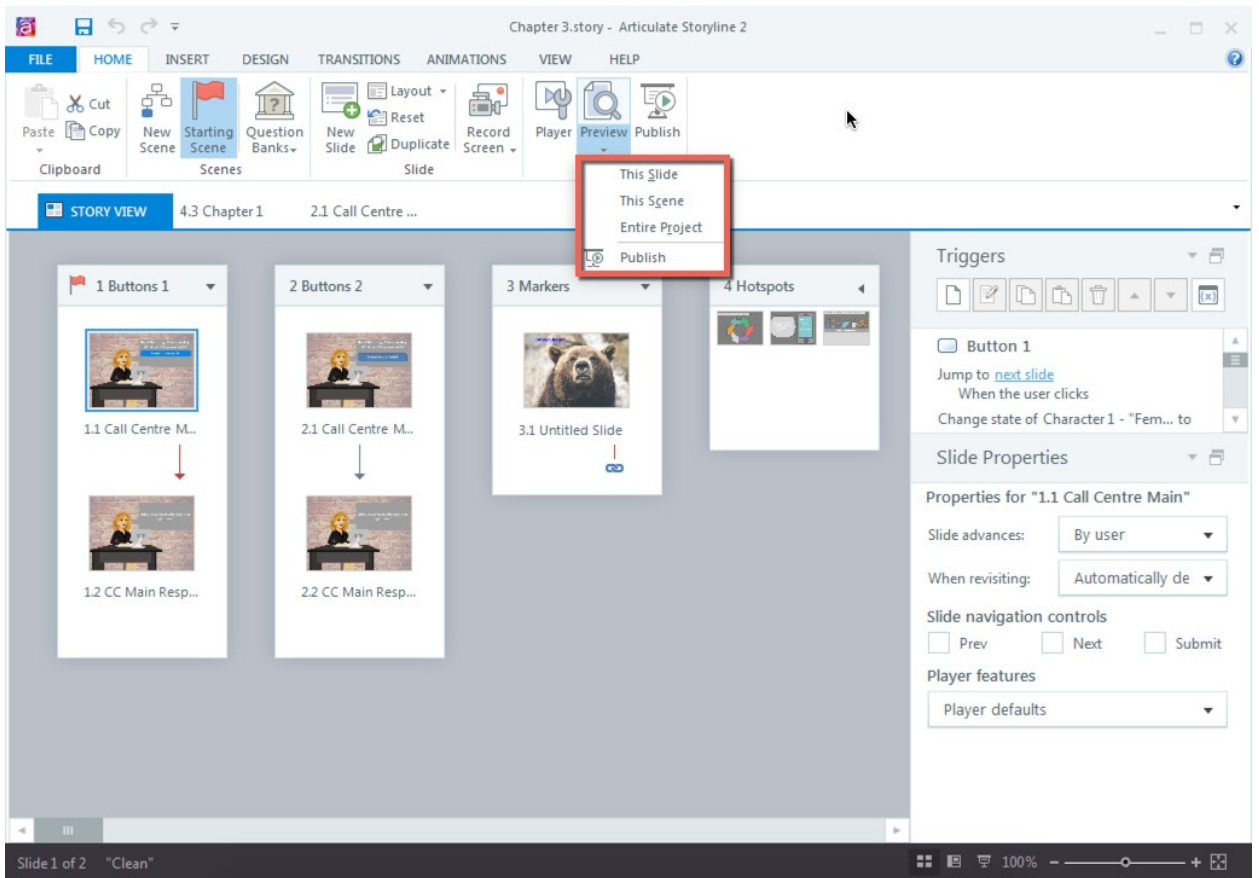 Chapter 3.story - Articulate Storyline 2
FILE HOME INSERT DESIGN TRANSITIONS ANIMATIONS VIEW HELP
Paste Cut Copy
Clipboard
New Scene Starting Scene Question Banks
Scenes
New Slide Layout Reset Duplicate Record Screen
Slide
Player Preview Publish
This Slide
This Scene
Entire Project
Publish
STORY VIEW 4.3 Chapter 1 2.1 Call Centre ...
1 Buttons 1
1.1 Call Centre M...
1.2 CC Main Resp...
2 Buttons 2
2.1 Call Centre M...
2.2 CC Main Resp...
3 Markers
3.1 Untitled Slide
4 Hotspots
Triggers
Button 1
Jump to next slide
When the user clicks
Change state of Character 1 - "Fem... to
Slide Properties
Properties for "1.1 Call Centre Main"
Slide advances: By user
When revisiting: Automatically de
Slide navigation controls
Prev Next Submit
Player features
Player defaults
Slide 1 of 2 "Clean" 100%